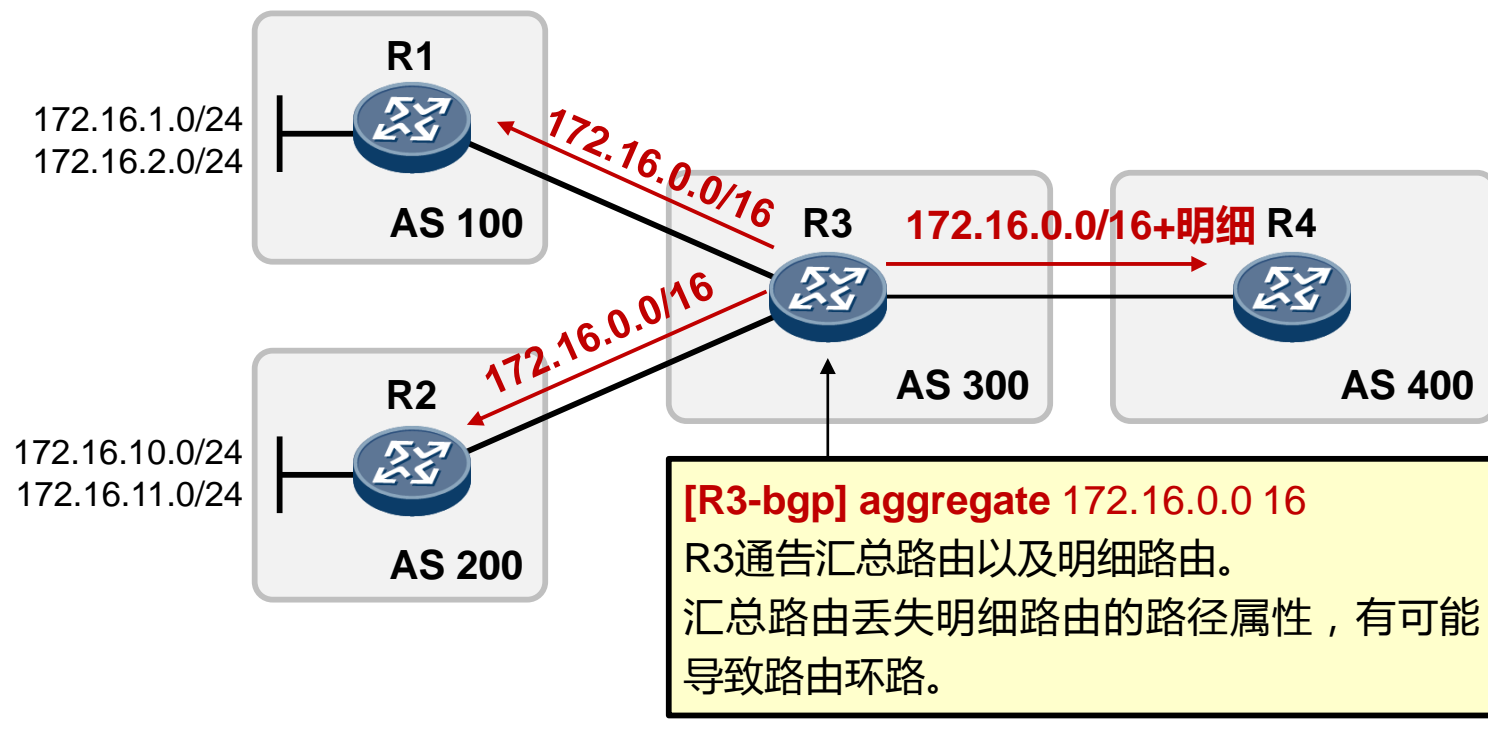 R1
172.16.1.0/24
172.16.2.0/24
AS 100
172.16.0.0/16
R3
172.16.0.0/16+明细
R4
172.16.0.0/16
R2
AS 300
AS 400
172.16.10.0/24
172.16.11.0/24
AS 200
[R3-bgp] aggregate 172.16.0.0 16
R3通告汇总路由以及明细路由。
汇总路由丢失明细路由的路径属性，有可能
导致路由环路。